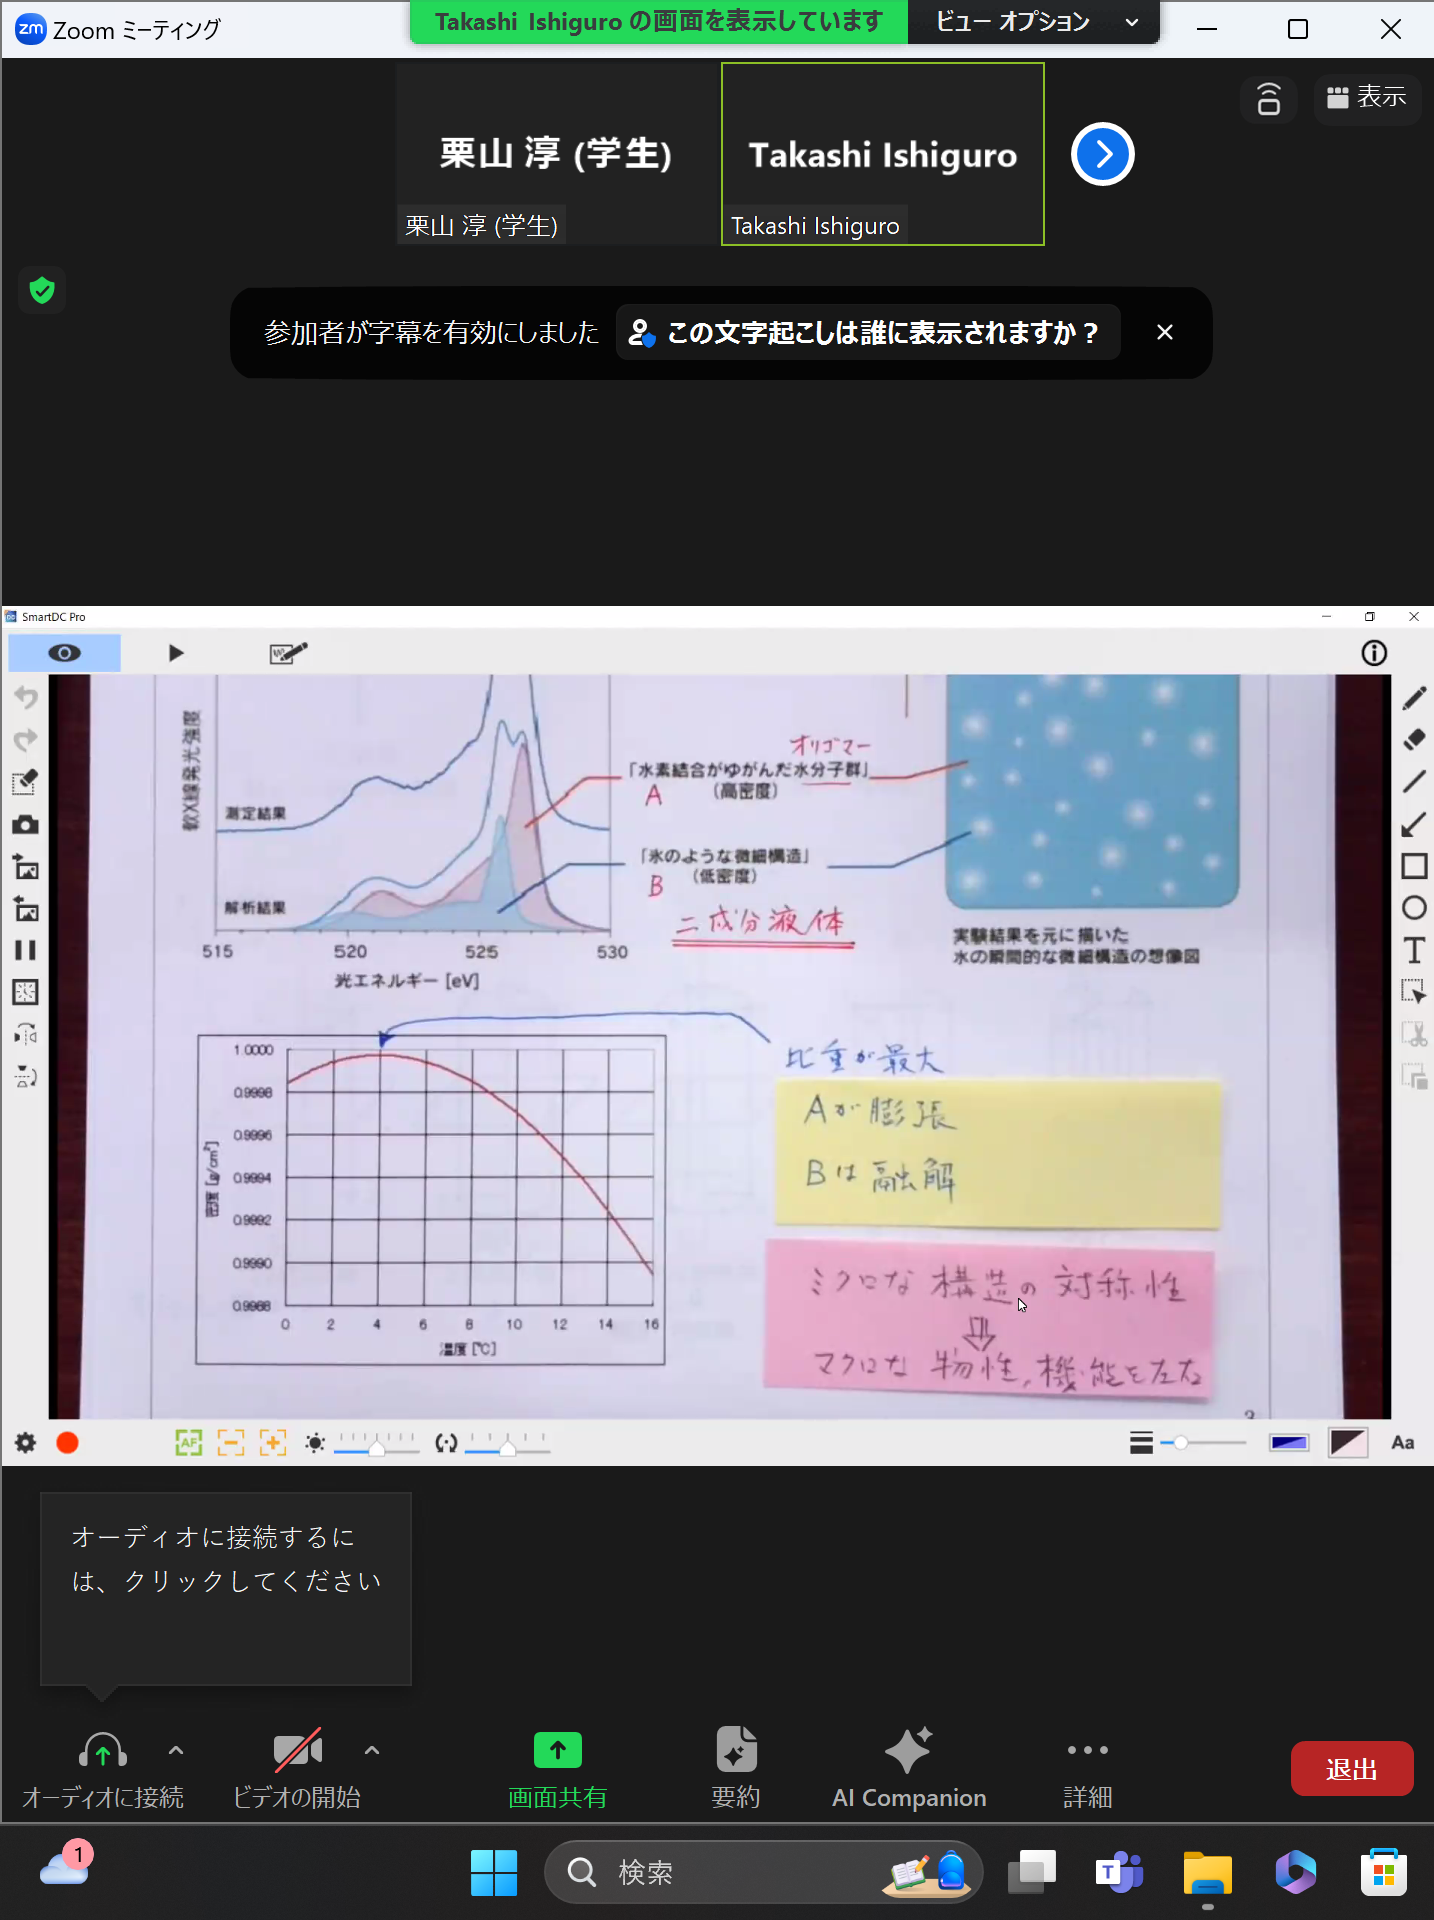 Zoom ミーティング
Takashi Ishiguro の画面を表示しています
ビュー オプション
栗山 淳 (学生)
栗山 淳 (学生)
Takashi Ishiguro
Takashi Ishiguro
表示
参加者が字幕を有効にしました
この文字起こしは誰に表示されますか？
SmartDC Pro
軟X線発光強度
測定結果
解析結果
515 520 525 530
光エネルギー [eV]
オリゴマー
「水素結合がゆがんだ水分子群」
(高密度)
A
「氷のような微細構造」
(低密度)
B
二成分液体
実験結果を元に描いた
水の瞬間的な微細構造の想像図
1.0000
0.9998
0.9996
0.9994
0.9992
0.9990
0.9988
密度 [g/cm³]
0 2 4 6 8 10 12 14 16
温度 [℃]
比重が最大
Aが膨張
Bは融解
ミクロな構造の対称性
⇓
マクロな物性,機能を左右
3
AF
Aa
オーディオに接続するに
は、クリックしてください
オーディオに接続
ビデオの開始
画面共有
要約
AI Companion
詳細
退出
1
検索